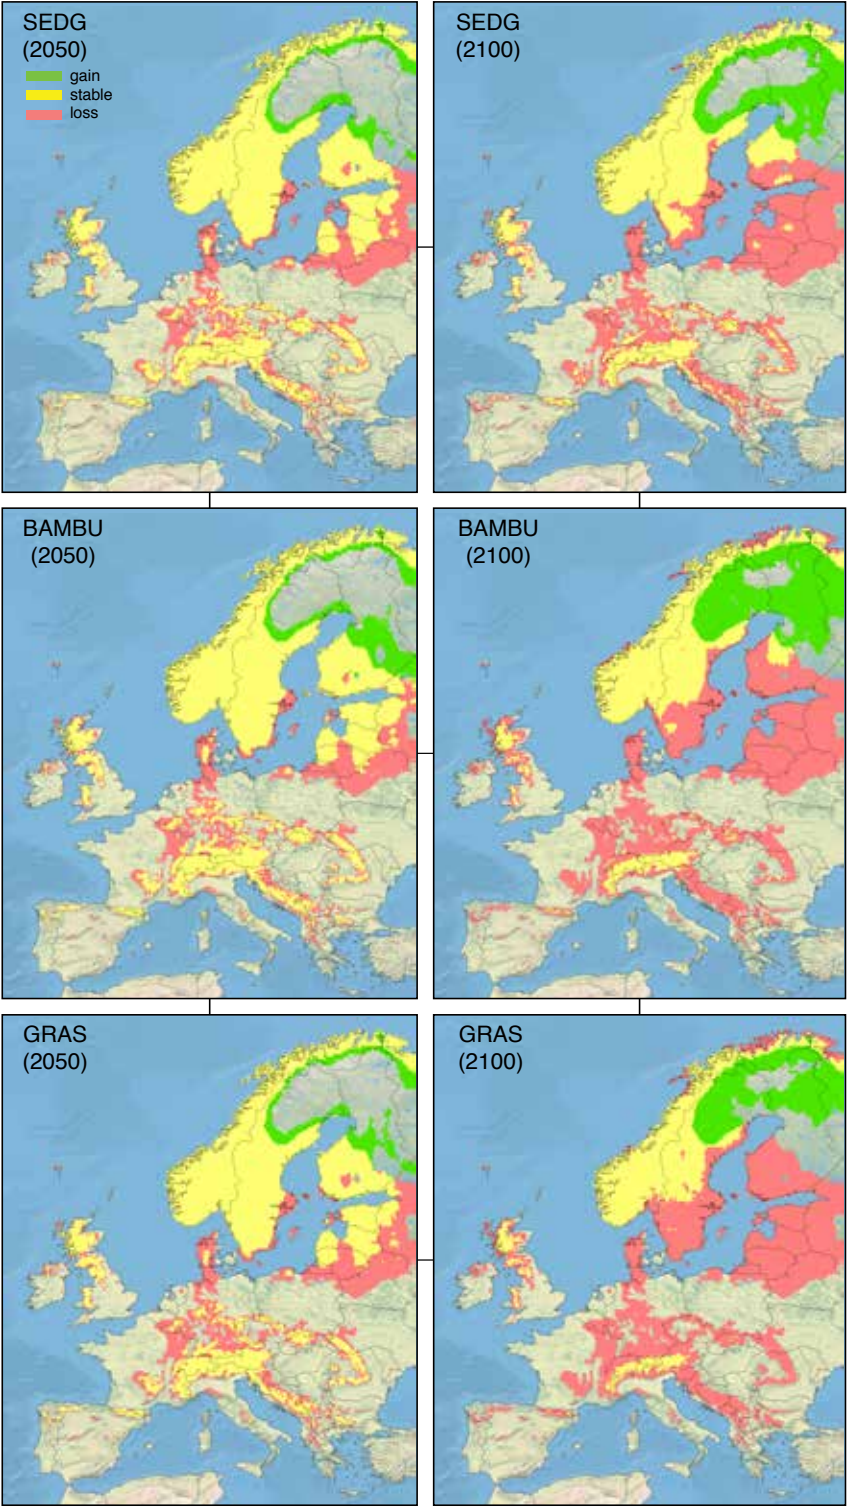 SEDG
(2050)
gain
stable
loss
SEDG
(2100)
BAMBU
(2050)
BAMBU
(2100)
GRAS
(2050)
GRAS
(2100)